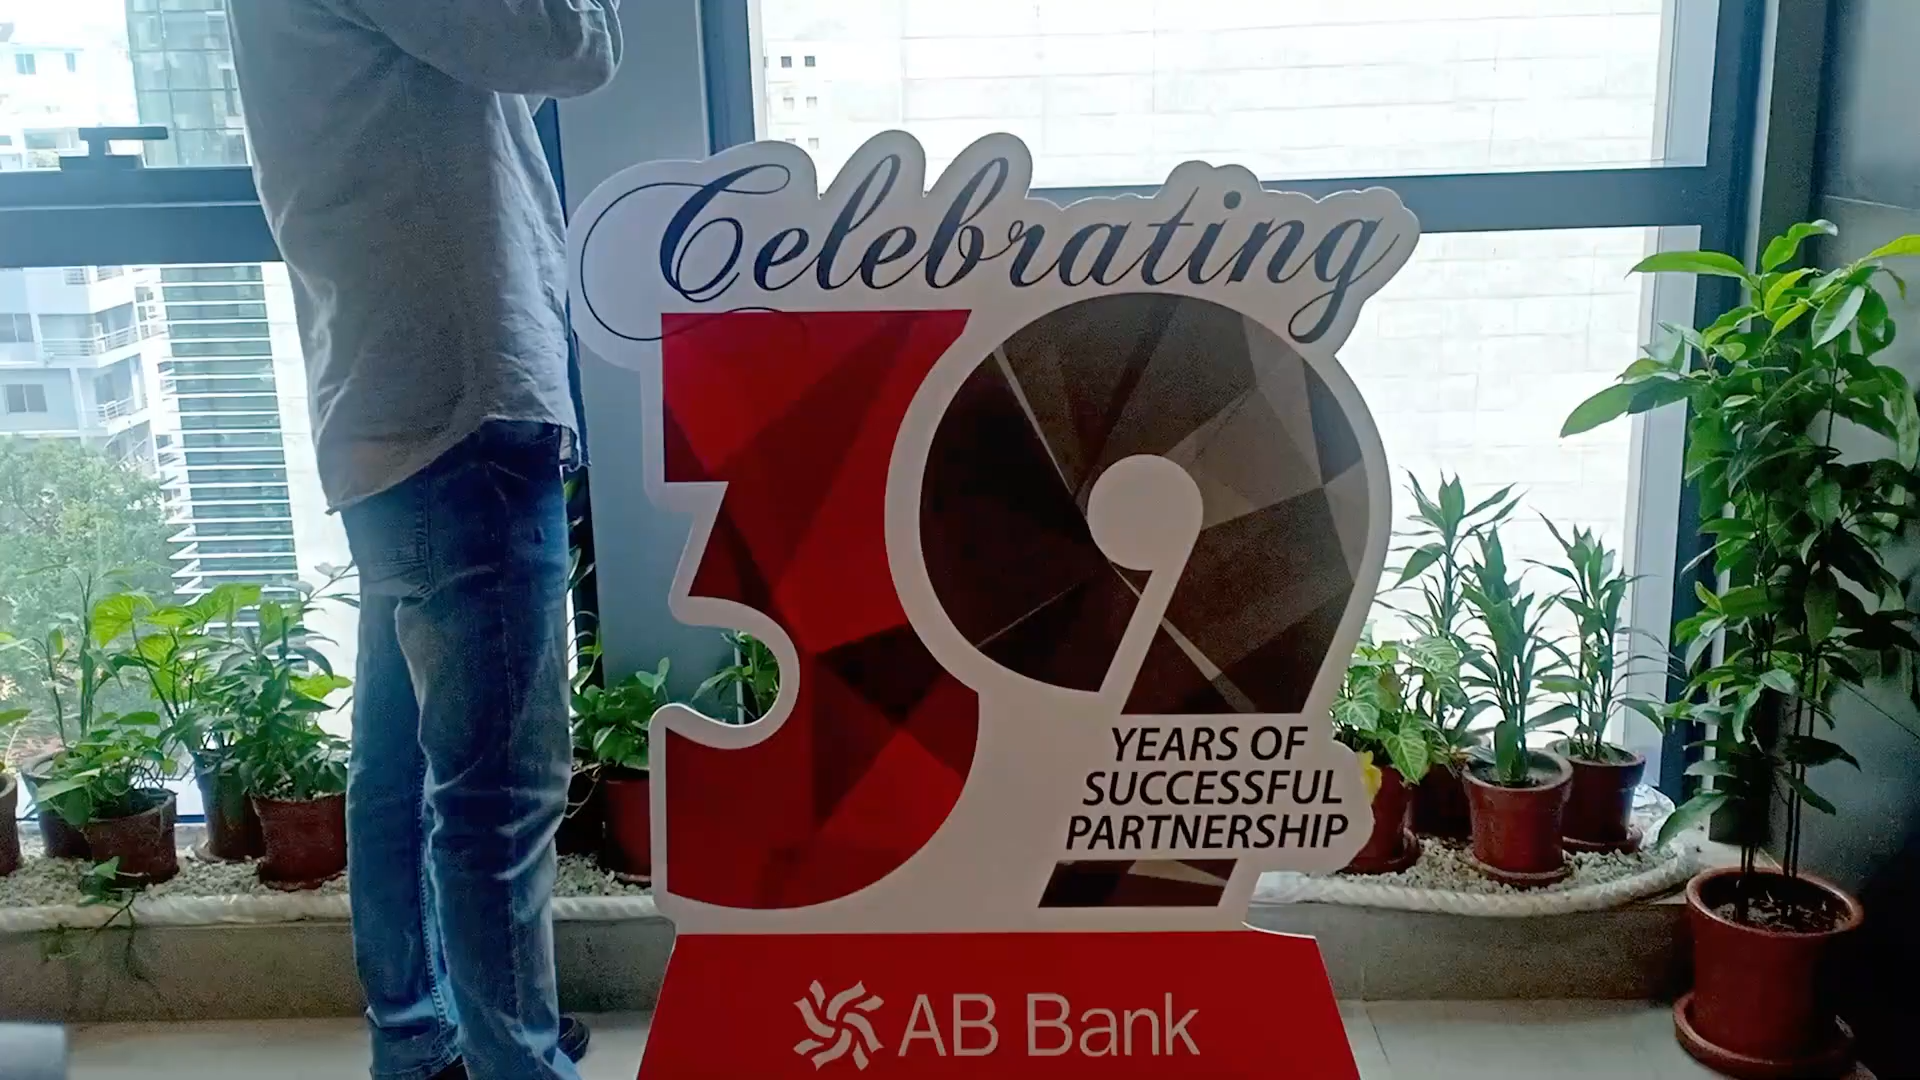 Celebrating
39
YEARS OF
SUCCESSFUL
PARTNERSHIP
AB Bank